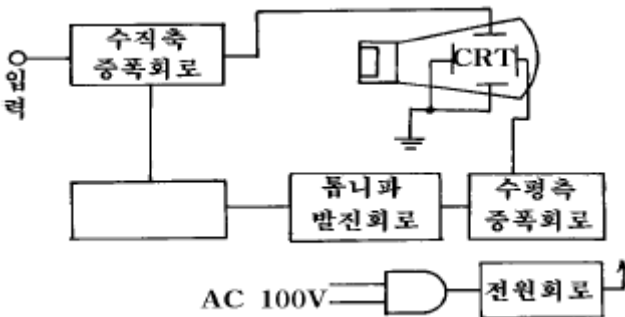 수직축
증폭회로
입력
CRT
톱니파
발진회로
수평측
증폭회로
AC 100V
전원회로